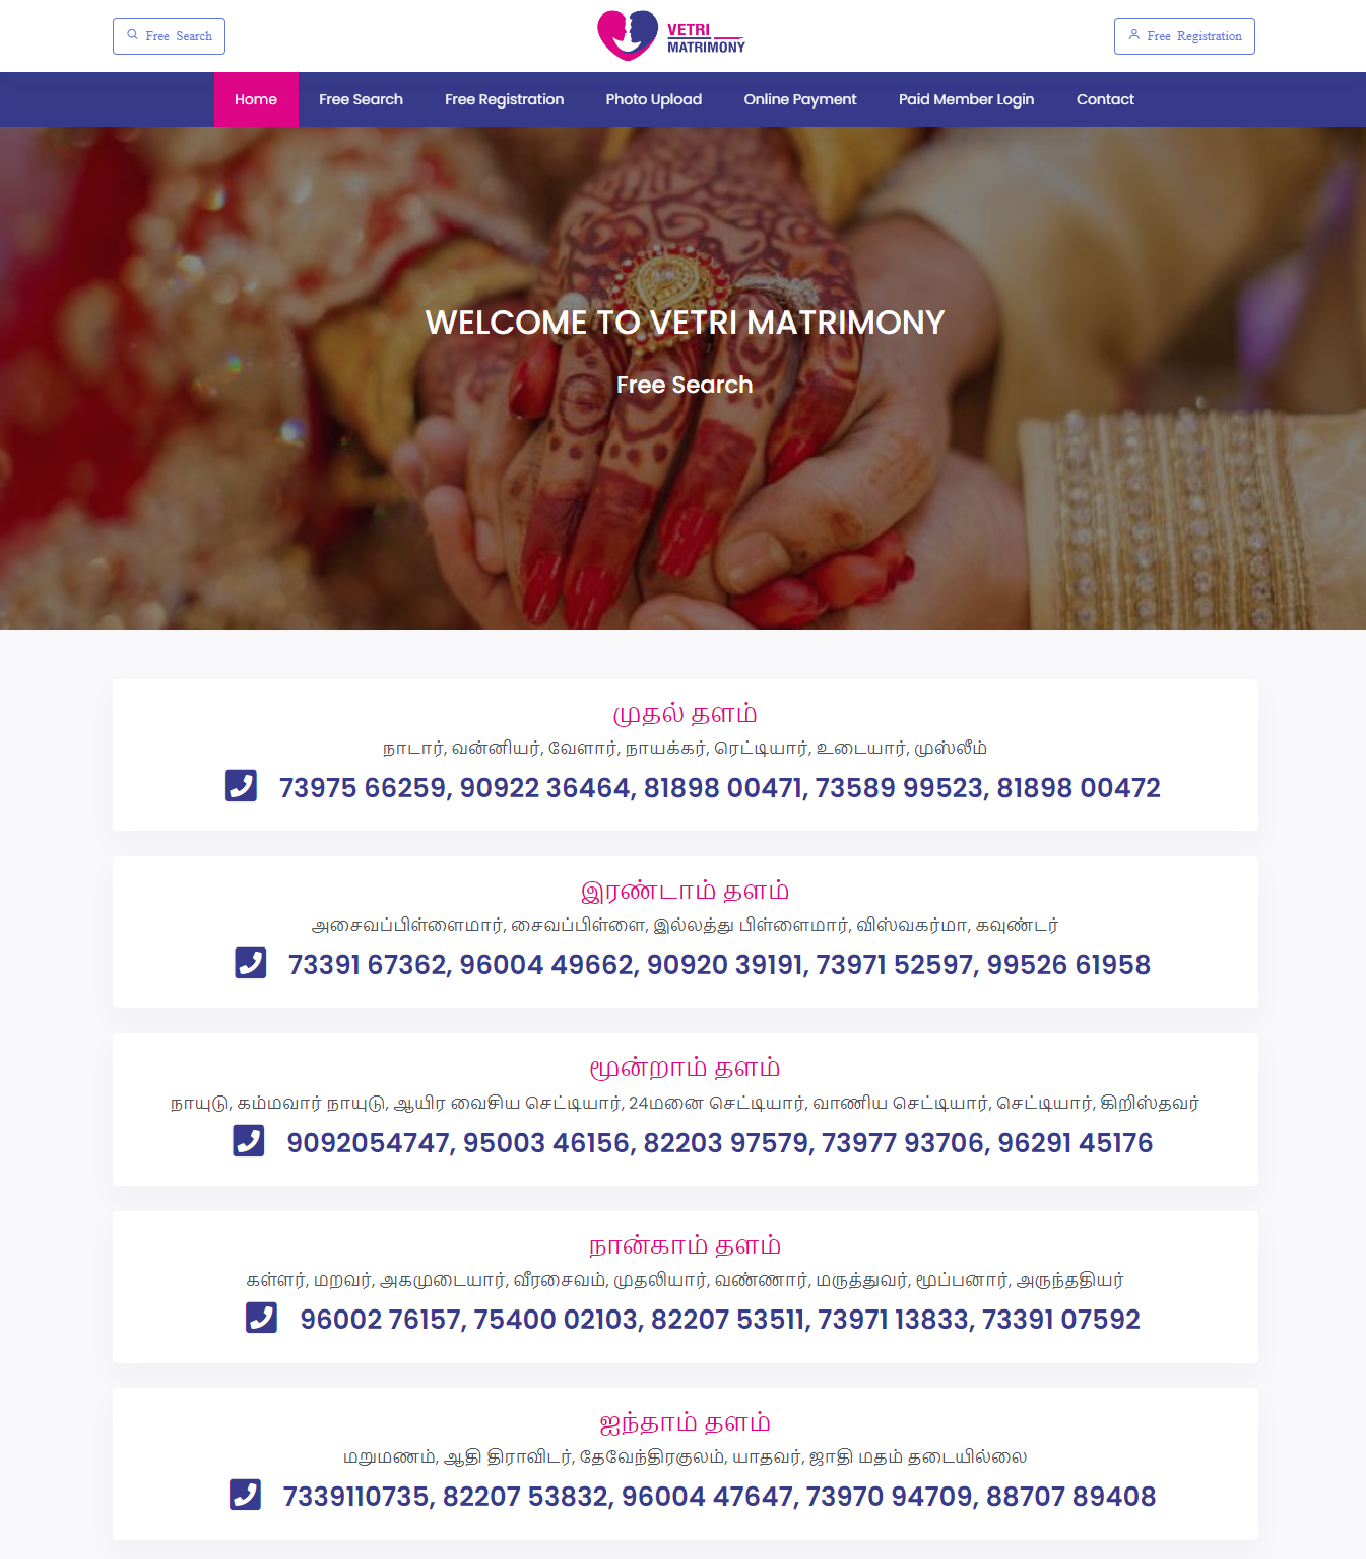 Free Search
VETRI
MATRIMONY
Free Registration
Home
Free Search
Free Registration
Photo Upload
Online Payment
Paid Member Login
Contact
WELCOME TO VETRI MATRIMONY
Free Search
முதல் தளம்
நாடார், வன்னியர், வேளார், நாயக்கர், ரெட்டியார், உடையார், முஸ்லீம்
73975 66259, 90922 36464, 81898 00471, 73589 99523, 81898 00472
இரண்டாம் தளம்
அசைவப்பிள்ளைமார், சைவப்பிள்ளை, இல்லத்து பிள்ளைமார், விஸ்வகர்மா, கவுண்டர்
73391 67362, 96004 49662, 90920 39191, 73971 52597, 99526 61958
மூன்றாம் தளம்
நாயுடு, கம்மவார் நாயுடு, ஆயிர வைசிய செட்டியார், 24மனை செட்டியார், வாணிய செட்டியார், செட்டியார், கிறிஸ்தவர்
9092054747, 95003 46156, 82203 97579, 73977 93706, 96291 45176
நான்காம் தளம்
கள்ளர், மறவர், அகமுடையார், வீரசைவம், முதலியார், வண்ணார், மருத்துவர், மூப்பனார், அருந்ததியர்
96002 76157, 75400 02103, 82207 53511, 73971 13833, 73391 07592
ஐந்தாம் தளம்
மறுமணம், ஆதி திராவிடர், தேவேந்திரகுலம், யாதவர், ஜாதி மதம் தடையில்லை
7339110735, 82207 53832, 96004 47647, 73970 94709, 88707 89408